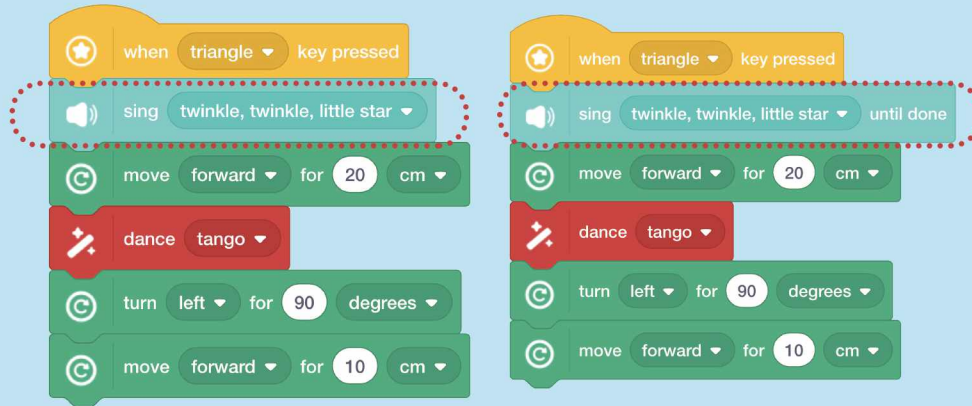 when triangle key pressed
sing twinkle, twinkle, little star
move forward for 20 cm
dance tango
turn left for 90 degrees
move forward for 10 cm
when triangle key pressed
sing twinkle, twinkle, little star until done
move forward for 20 cm
dance tango
turn left for 90 degrees
move forward for 10 cm